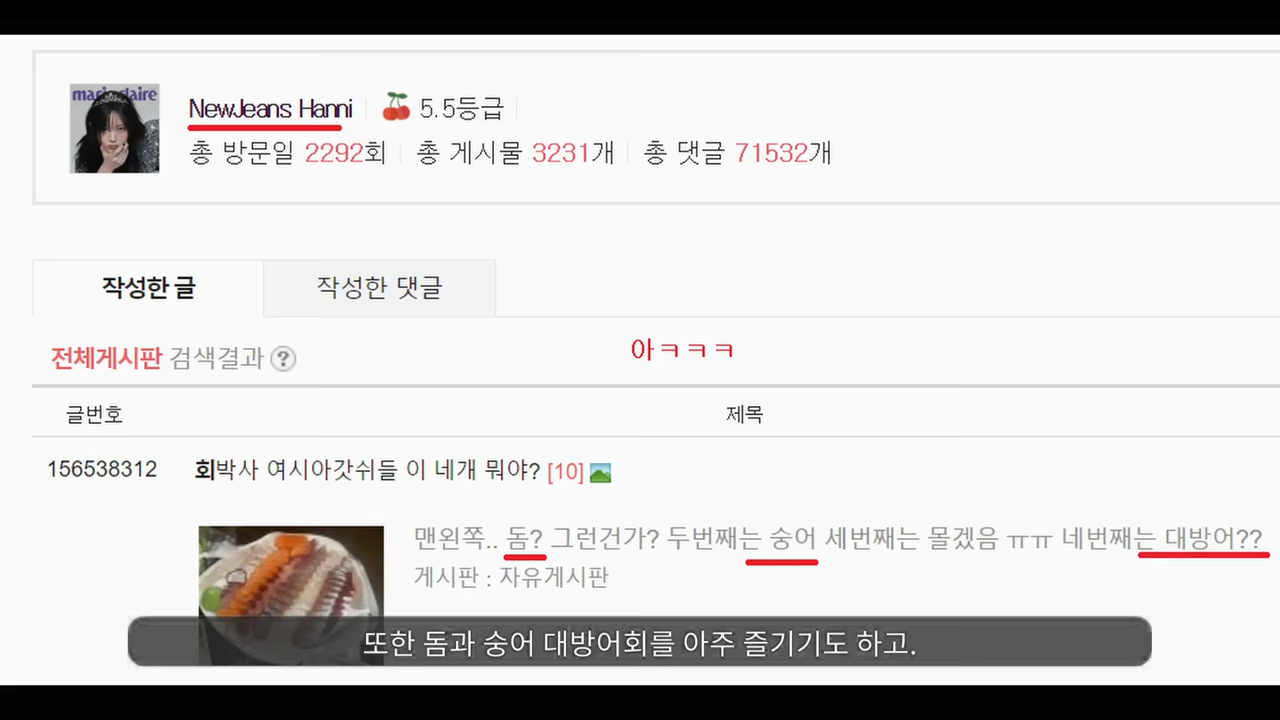 marie claire
NewJeans Hanni 5.5등급
총 방문일 2292회 총 게시물 3231개 총 댓글 71532개
작성한 글 작성한 댓글
전체게시판 검색결과 ?
아ㅋㅋㅋ
글번호 제목
156538312 회박사 여시아갓쉬들 이 네개 뭐야? [10]
맨왼쪽.. 돔? 그런건가? 두번째는 숭어 세번째는 몰겠음 ㅠㅠ 네번째는 대방어??
게시판 : 자유게시판
또한 돔과 숭어 대방어회를 아주 즐기기도 하고.